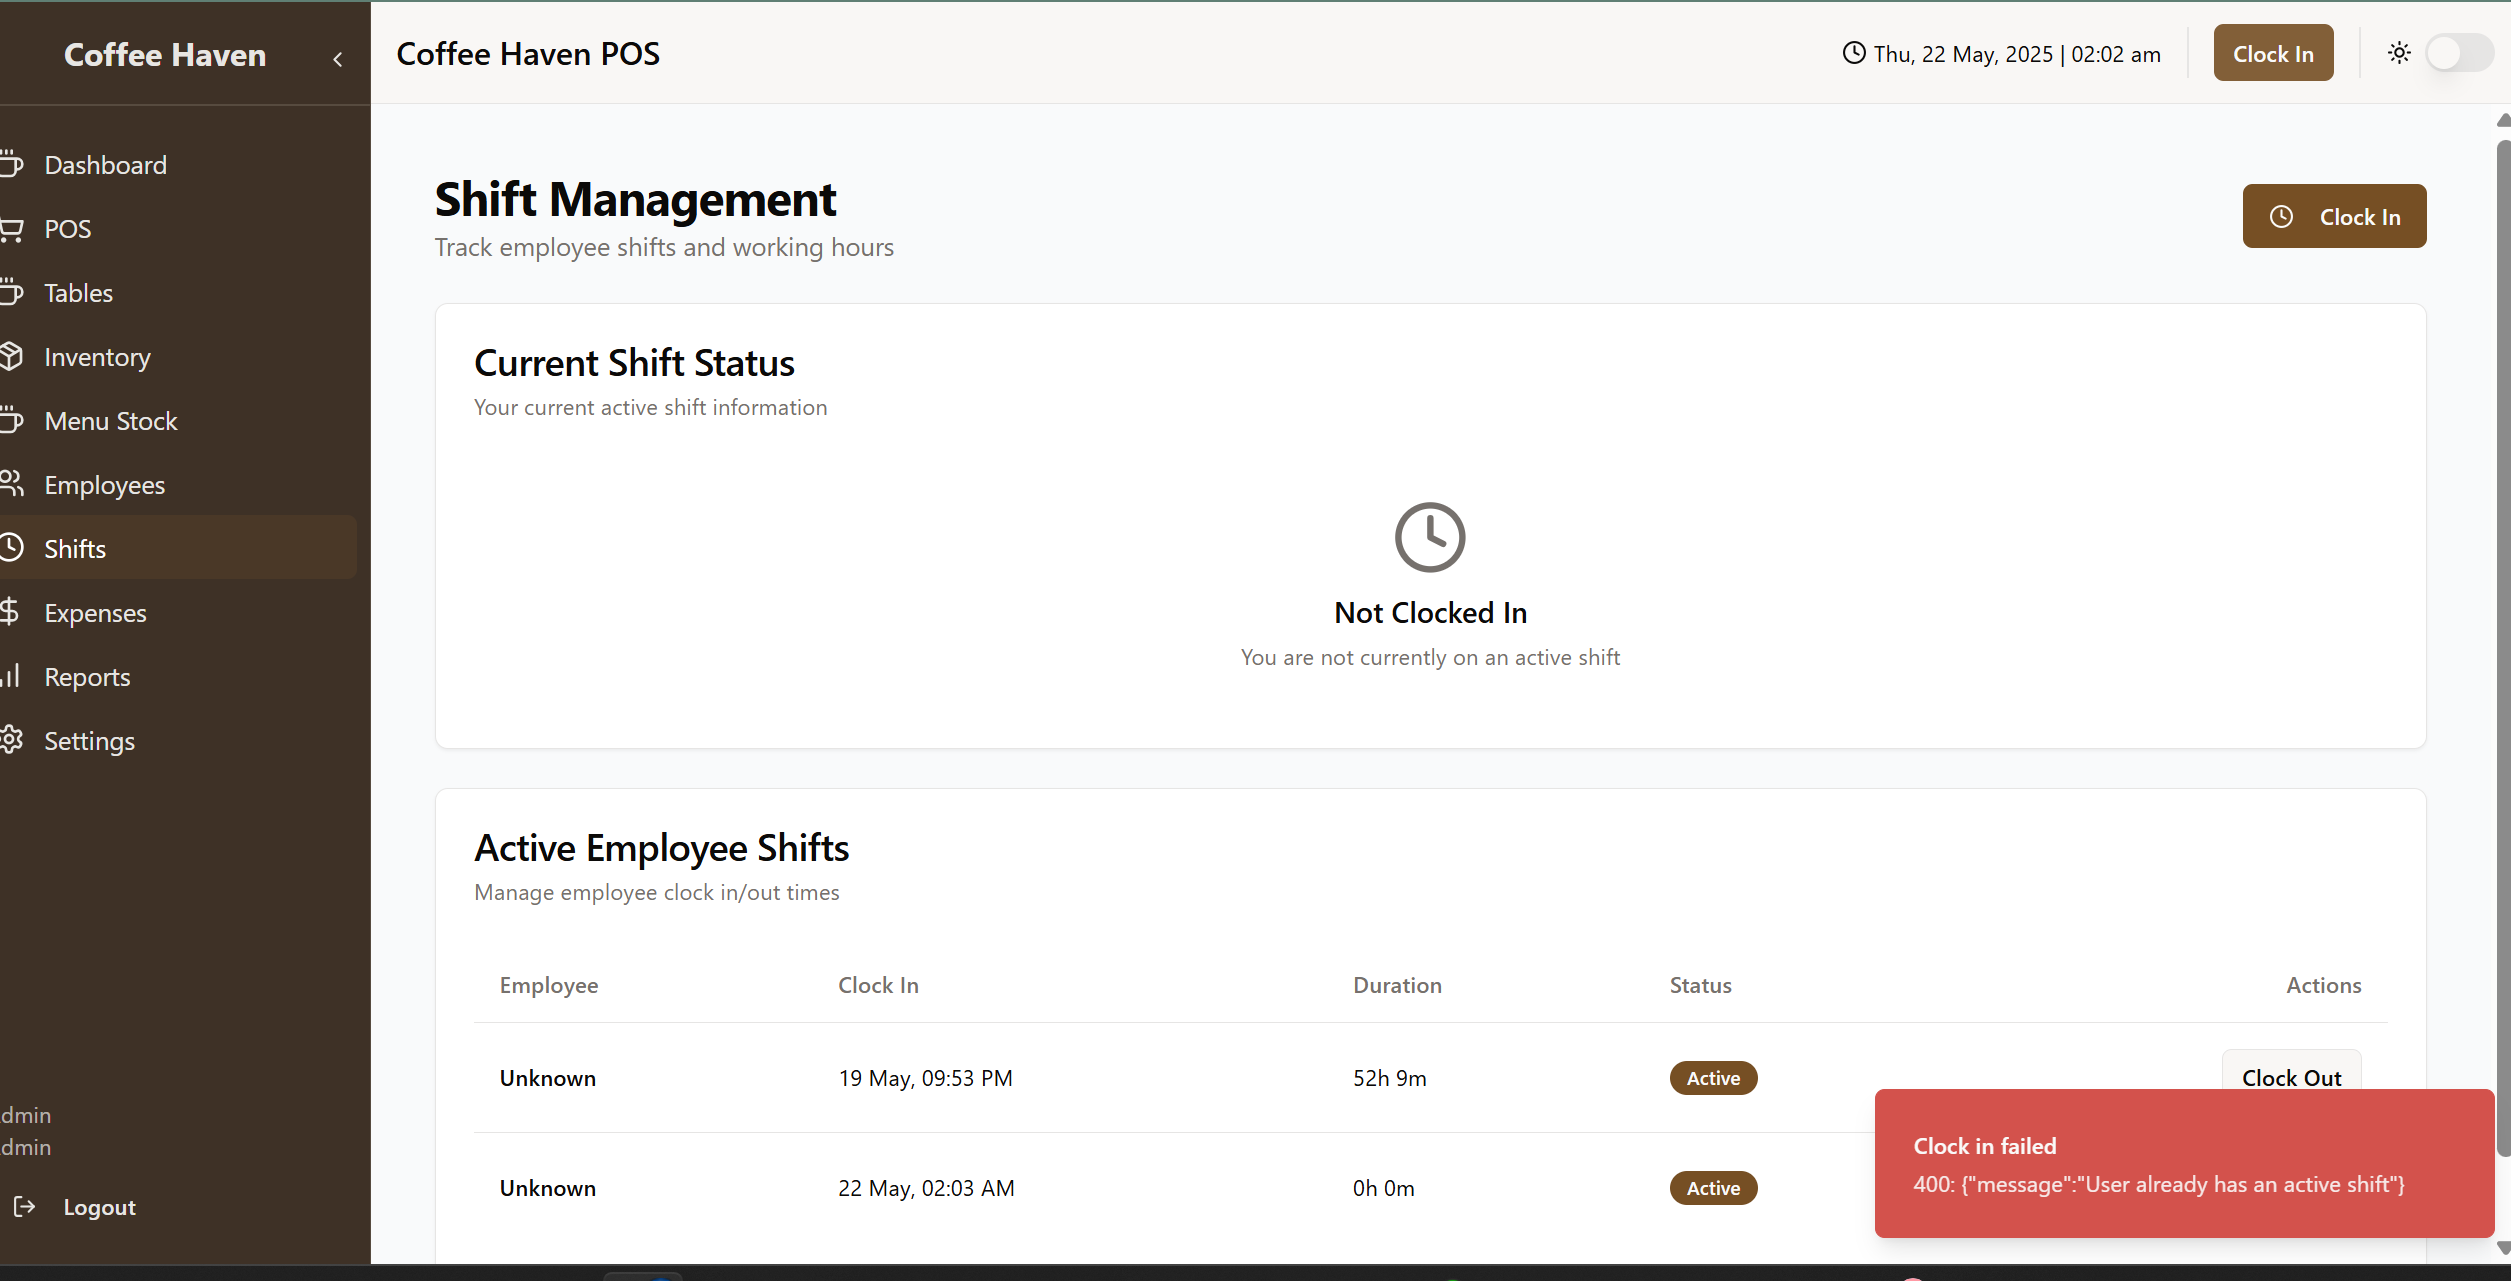 Coffee Haven
Coffee Haven POS
Thu, 22 May, 2025 | 02:02 am
Clock In
Dashboard
POS
Tables
Inventory
Menu Stock
Employees
Shifts
Expenses
Reports
Settings
dmin
dmin
Logout
Shift Management
Track employee shifts and working hours
Clock In
Current Shift Status
Your current active shift information
Not Clocked In
You are not currently on an active shift
Active Employee Shifts
Manage employee clock in/out times
Employee Clock In Duration Status Actions
Unknown 19 May, 09:53 PM 52h 9m Active Clock Out
Unknown 22 May, 02:03 AM 0h 0m Active
Clock in failed
400: {"message":"User already has an active shift"}